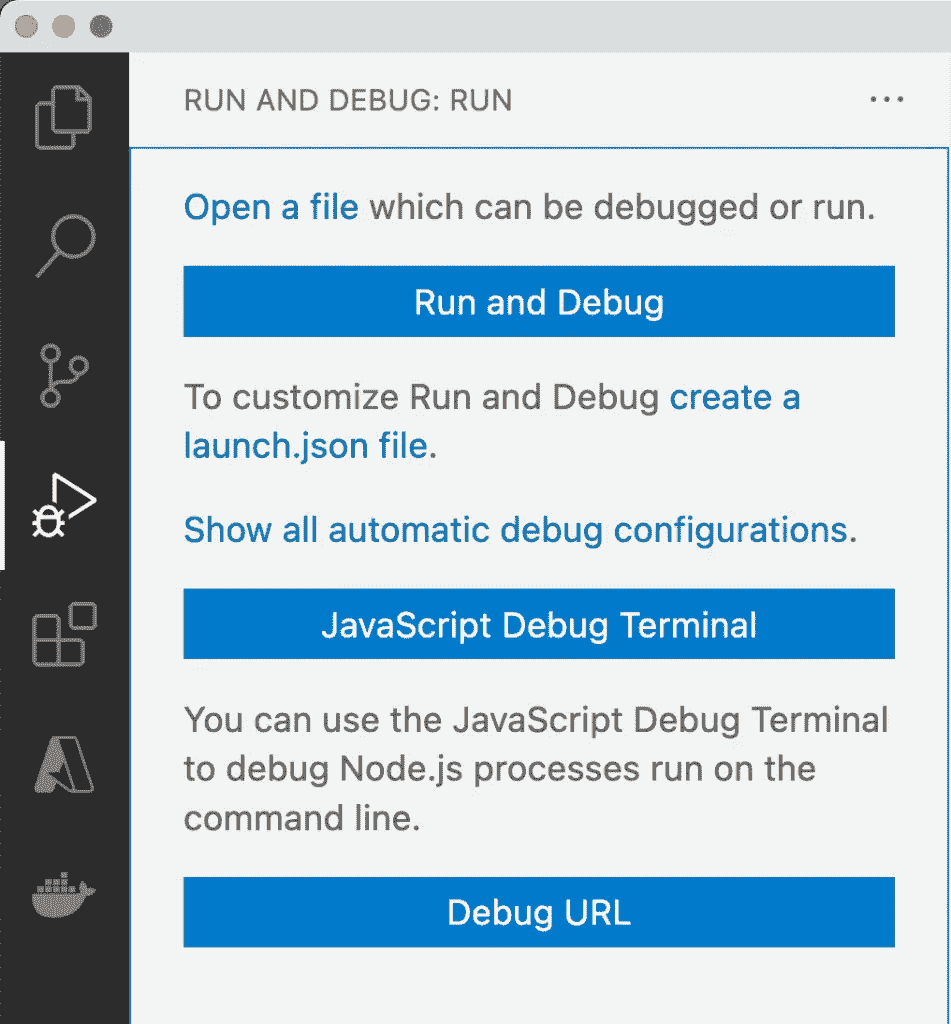 RUN AND DEBUG: RUN
Open a file which can be debugged or run.
Run and Debug
To customize Run and Debug create a
launch.json file.
Show all automatic debug configurations.
JavaScript Debug Terminal
You can use the JavaScript Debug Terminal
to debug Node.js processes run on the
command line.
Debug URL